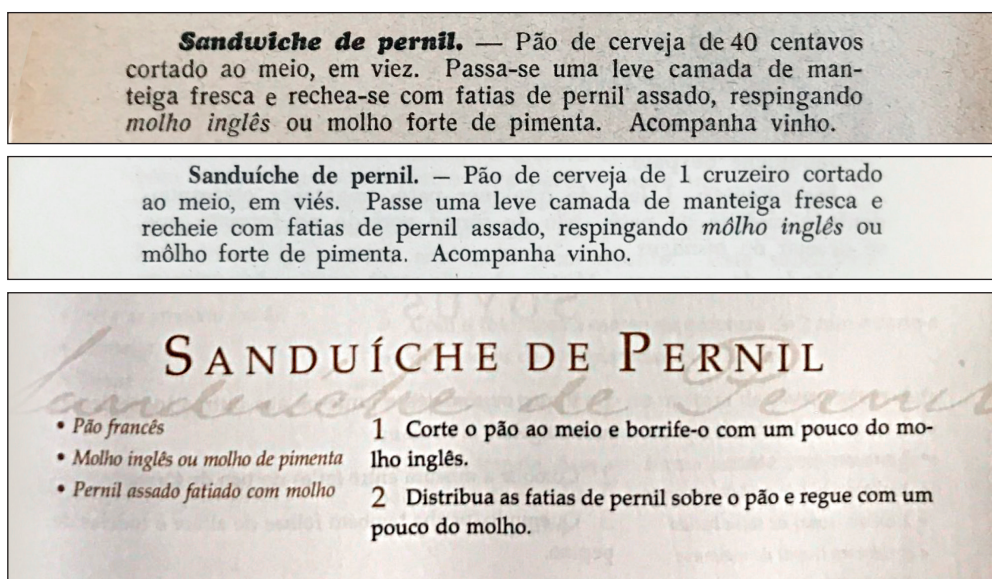 Sandwiche de pernil. — Pão de cerveja de 40 centavos
cortado ao meio, em viez. Passa-se uma leve camada de man-
teiga fresca e rechea-se com fatias de pernil assado, respingando
molho inglês ou molho forte de pimenta. Acompanha vinho.
Sanduíche de pernil. — Pão de cerveja de 1 cruzeiro cortado
ao meio, em viés. Passe uma leve camada de manteiga fresca e
recheie com fatias de pernil assado, respingando môlho inglês ou
môlho forte de pimenta. Acompanha vinho.
SANDUÍCHE DE PERNIL
Sanduíche de Pernil
• Pão francês
• Molho inglês ou molho de pimenta
• Pernil assado fatiado com molho
1 Corte o pão ao meio e borrife-o com um pouco do mo-
lho inglês.
2 Distribua as fatias de pernil sobre o pão e regue com um
pouco do molho.